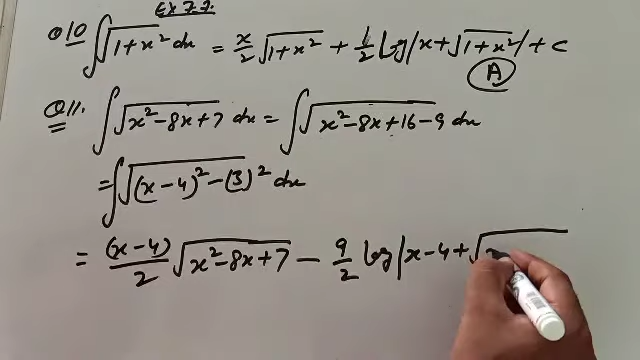 Ex 7.7
Q10 ∫√(1+x²) dx = x/2 √(1+x²) + 1/2 log|x+√(1+x²)| + c
(A)
Q11. ∫√(x²-8x+7) dx = ∫√(x²-8x+16-9) dx
= ∫√((x-4)²-(3)²) dx
= (x-4)/2 √(x²-8x+7) - 9/2 log|x-4+√